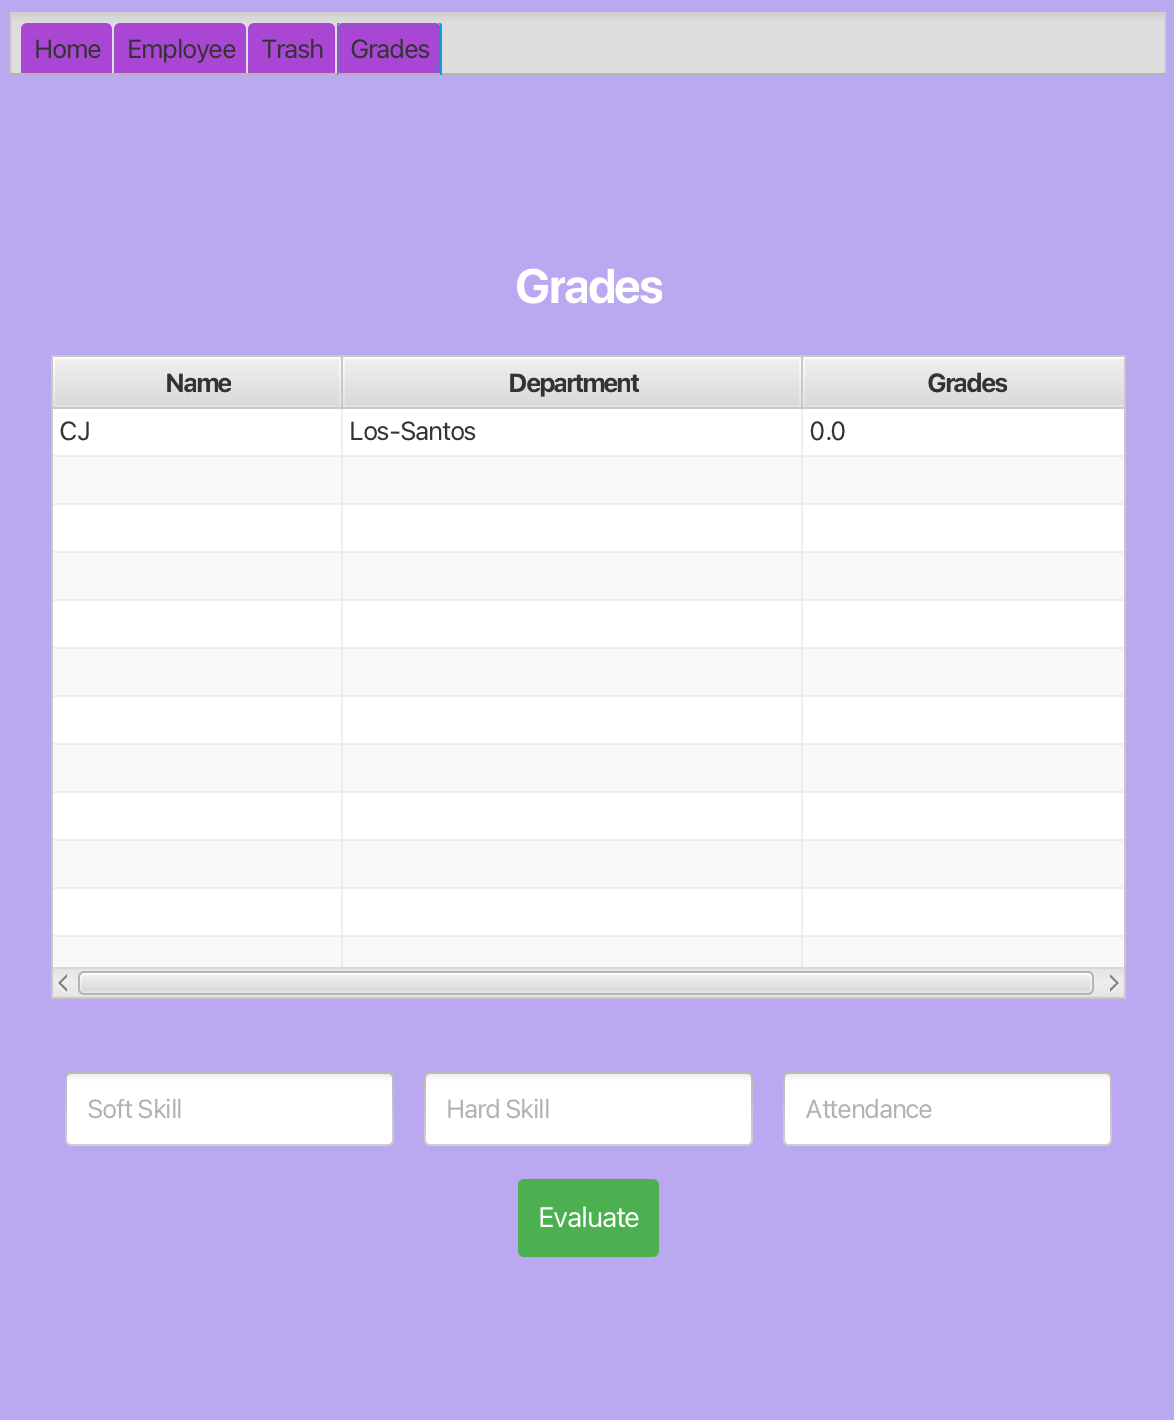 Home Employee Trash Grades
Grades
Name Department Grades
CJ Los-Santos 0.0
Soft Skill Hard Skill Attendance
Evaluate